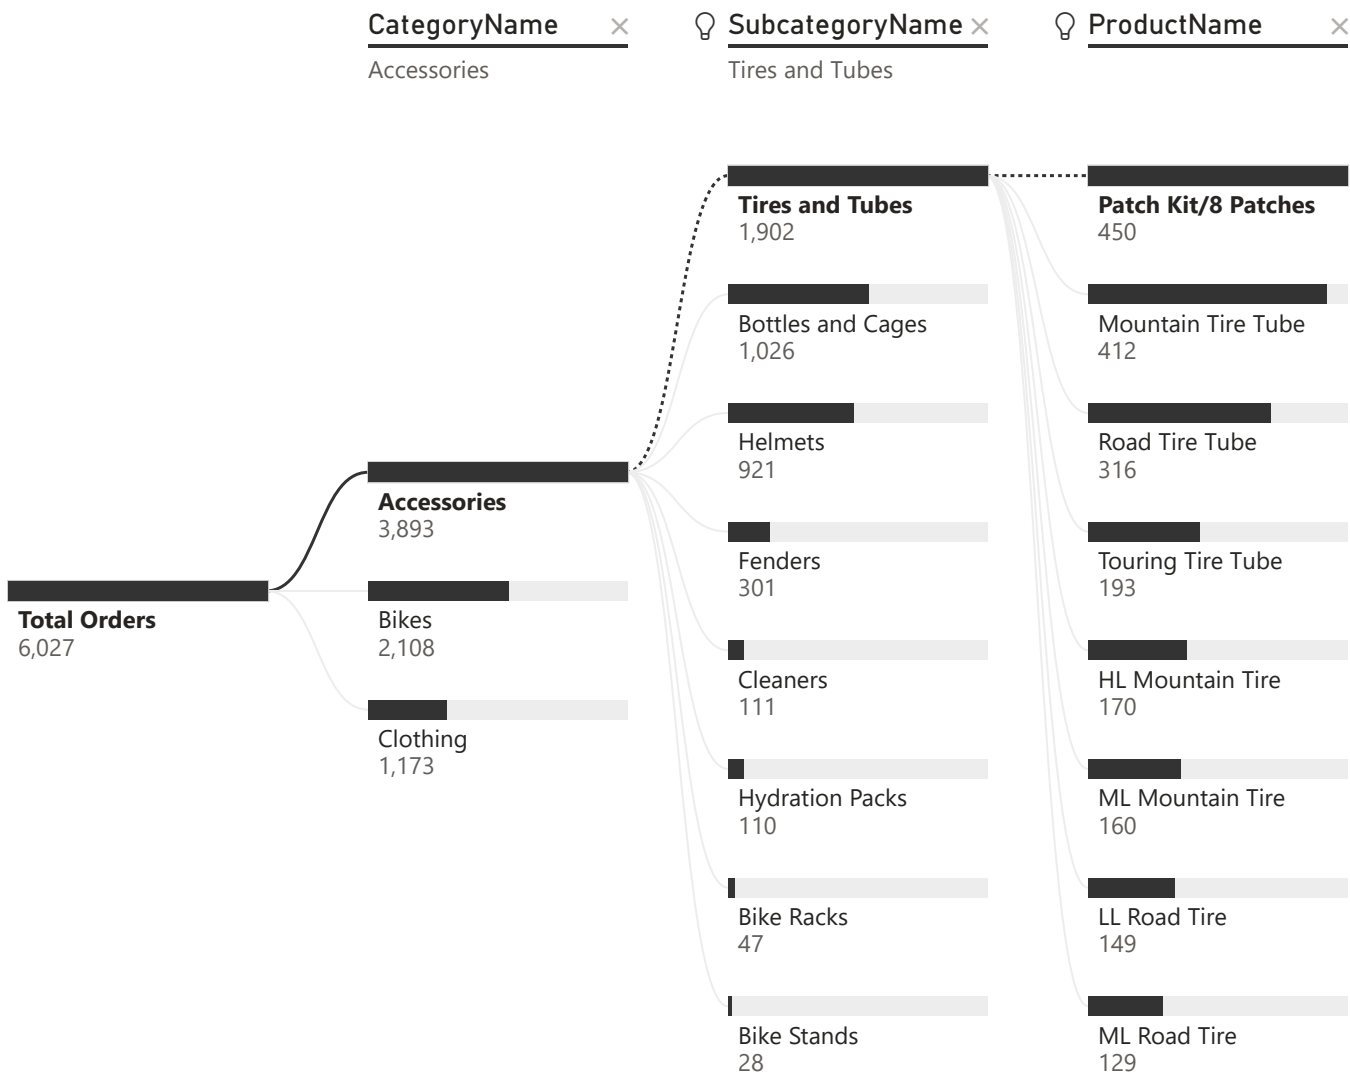 CategoryName
Accessories
SubcategoryName
Tires and Tubes
ProductName
Total Orders
6,027
Accessories
3,893
Bikes
2,108
Clothing
1,173
Tires and Tubes
1,902
Bottles and Cages
1,026
Helmets
921
Fenders
301
Cleaners
111
Hydration Packs
110
Bike Racks
47
Bike Stands
28
Patch Kit/8 Patches
450
Mountain Tire Tube
412
Road Tire Tube
316
Touring Tire Tube
193
HL Mountain Tire
170
ML Mountain Tire
160
LL Road Tire
149
ML Road Tire
129